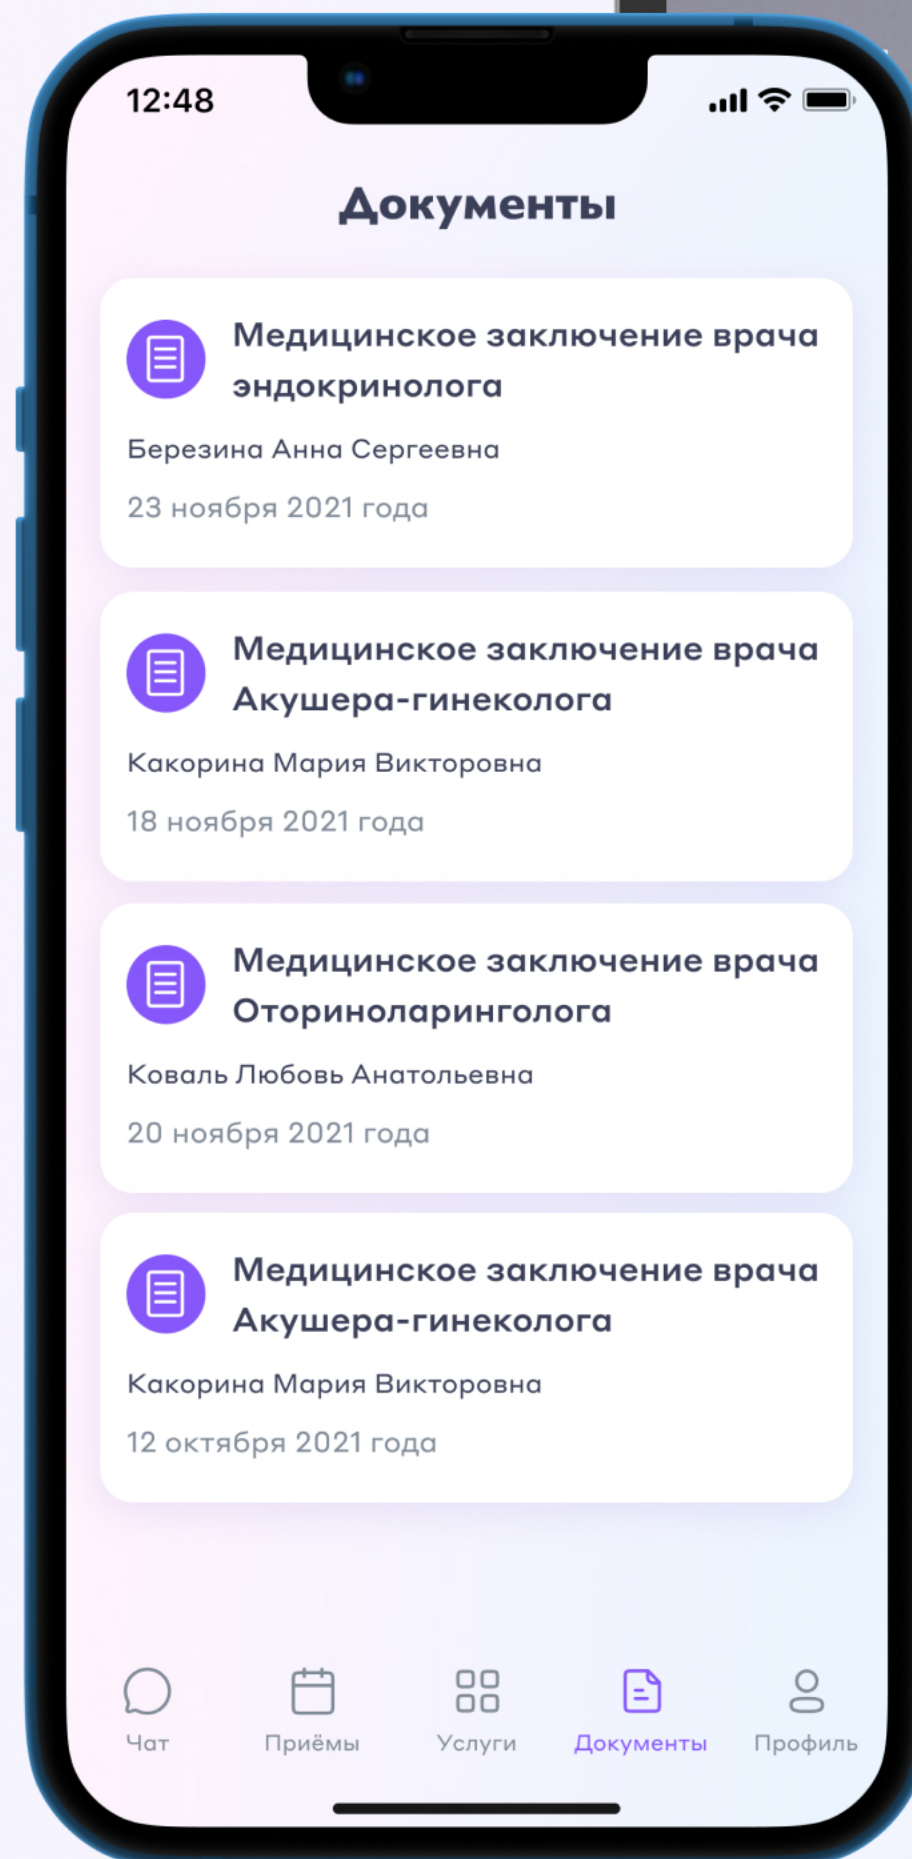 12:48
Документы
Медицинское заключение врача
эндокринолога
Березина Анна Сергеевна
23 ноября 2021 года
Медицинское заключение врача
Акушера-гинеколога
Какорина Мария Викторовна
18 ноября 2021 года
Медицинское заключение врача
Оториноларинголога
Коваль Любовь Анатольевна
20 ноября 2021 года
Медицинское заключение врача
Акушера-гинеколога
Какорина Мария Викторовна
12 октября 2021 года
Чат
Приёмы
Услуги
Документы
Профиль